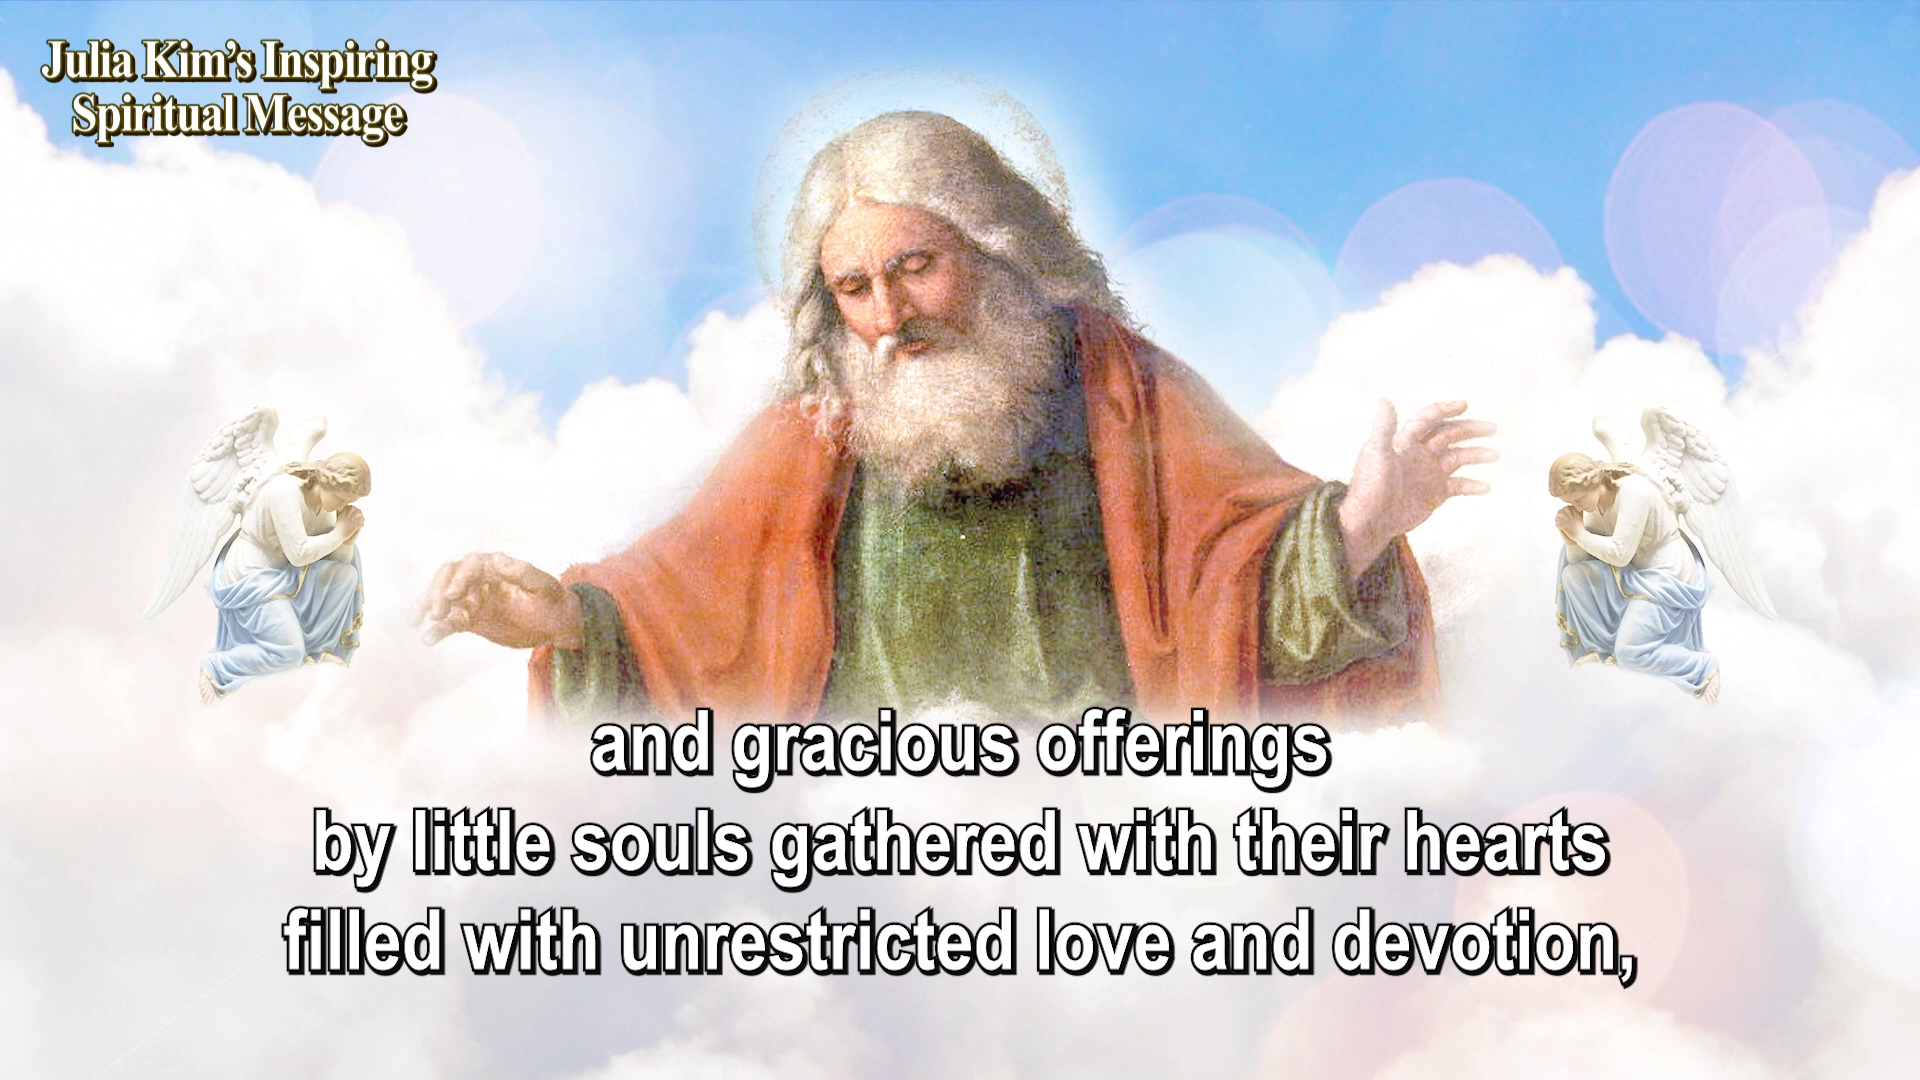 Julia Kim's Inspiring
Spiritual Message
and gracious offerings
by little souls gathered with their hearts
filled with unrestricted love and devotion,